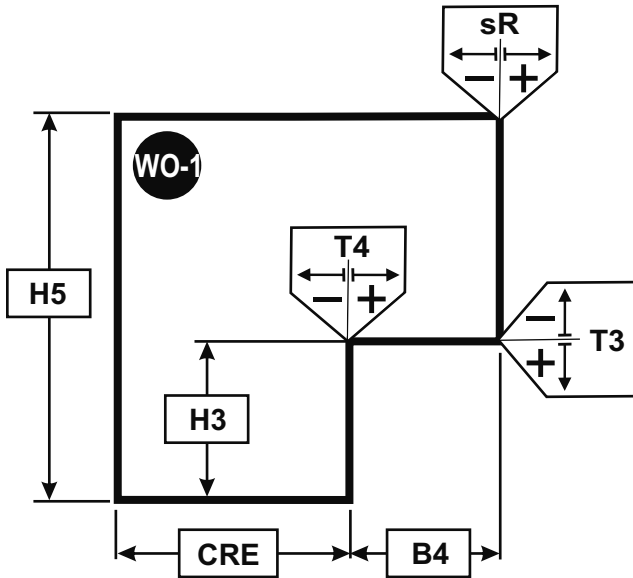 sR
− +
WO-1
T4
− +
H5
−
T3
+
H3
CRE
B4